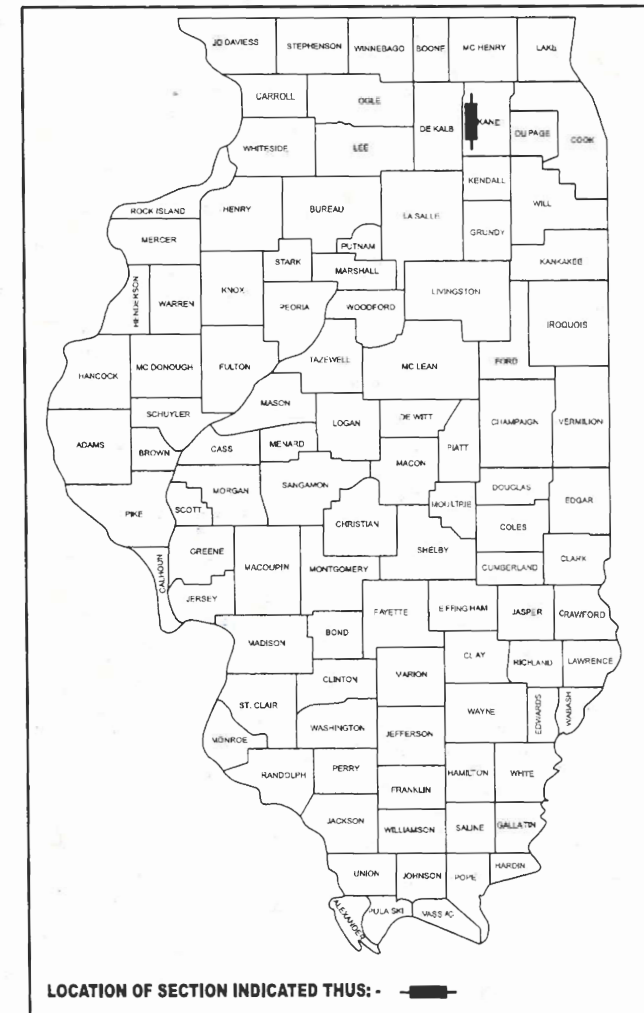 JO DAVIESS STEPHENSON WINNEBAGO BOONE MC HENRY LAKE
CARROLL OGLE DE KALB KANE DU PAGE COOK
WHITESIDE LEE
KENDALL
ROCK ISLAND HENRY BUREAU LA SALLE WILL
MERCER PUTNAM GRUNDY
STARK MARSHALL KANKAKEE
HENDERSON WARREN KNOX PEORIA WOODFORD LIVINGSTON
IROQUOIS
HANCOCK MC DONOUGH FULTON TAZEWELL MC LEAN FORD
MASON
SCHUYLER LOGAN DE WITT CHAMPAIGN VERMILION
ADAMS BROWN CASS MENARD PIATT
MACON
MORGAN SANGAMON DOUGLAS
PIKE SCOTT CHRISTIAN MOULTRIE EDGAR
COLES
GREENE SHELBY
CALHOUN MACOUPIN MONTGOMERY CUMBERLAND CLARK
JERSEY
FAYETTE EFFINGHAM JASPER CRAWFORD
MADISON BOND
CLAY RICHLAND LAWRENCE
CLINTON MARION
ST. CLAIR WAYNE EDWARDS WABASH
WASHINGTON JEFFERSON
MONROE
RANDOLPH PERRY HAMILTON WHITE
FRANKLIN
JACKSON WILLIAMSON SALINE GALLATIN
UNION JOHNSON POPE HARDIN
ALEXANDER PULASKI MASSAC
LOCATION OF SECTION INDICATED THUS: -